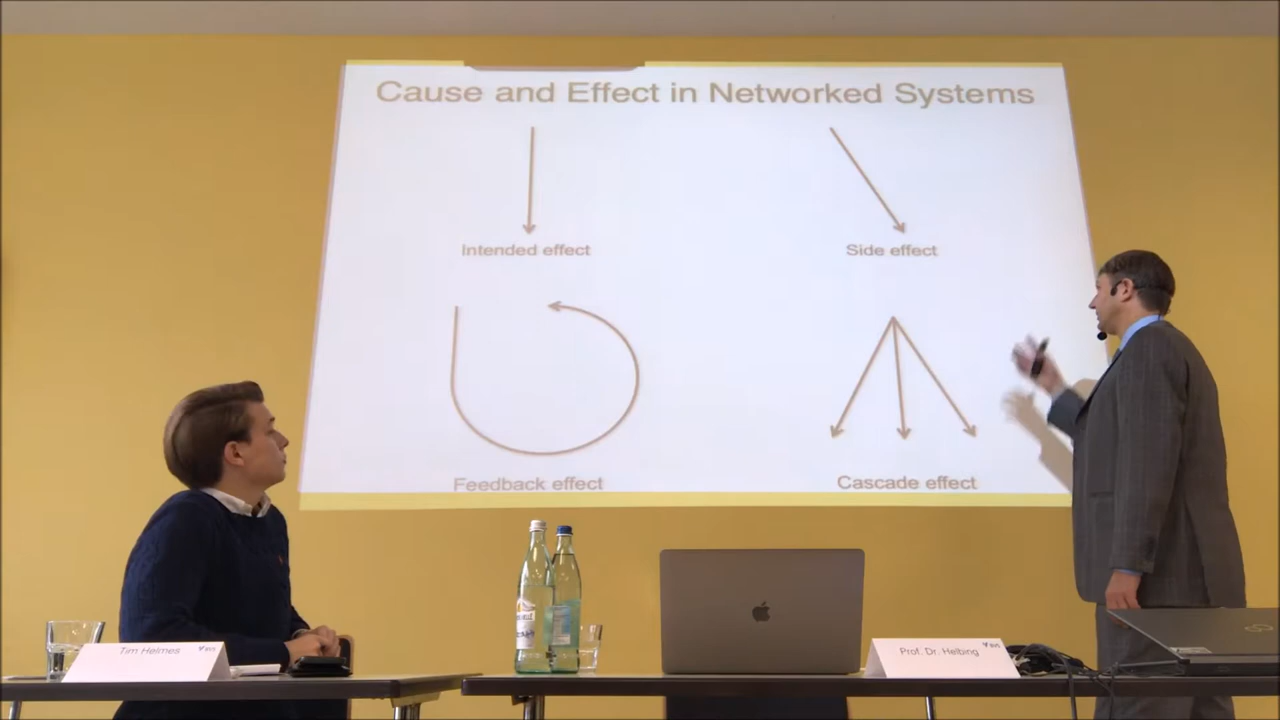 Cause and Effect in Networked Systems
Intended effect
Side effect
Feedback effect
Cascade effect
Tim Helmes
Prof. Dr. Helbing